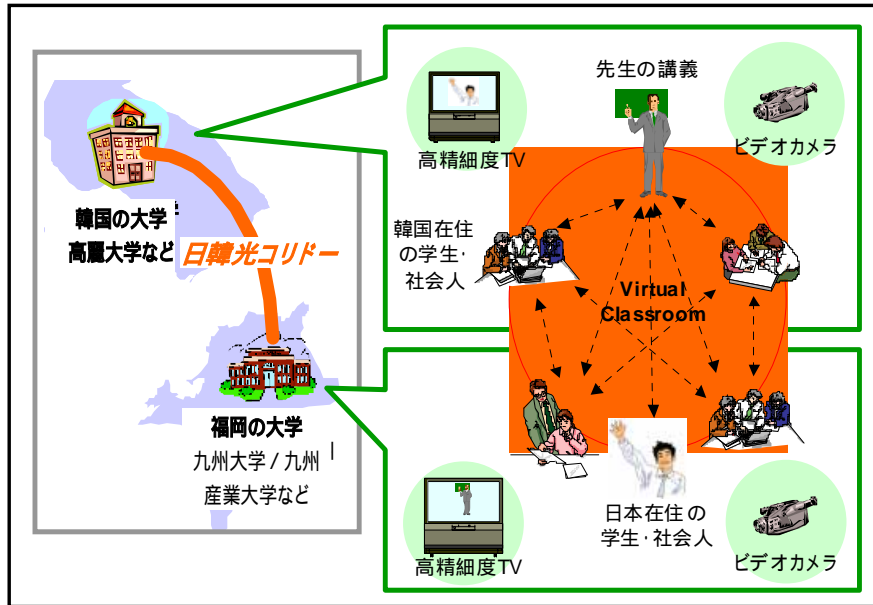 韓国の大学
高麗大学など
日韓光コリドー
福岡の大学
九州大学/九州
産業大学など
高精細度TV
先生の講義
ビデオカメラ
韓国在住
の学生・
社会人
Virtual
Classroom
高精細度TV
日本在住の
学生・社会人
ビデオカメラ